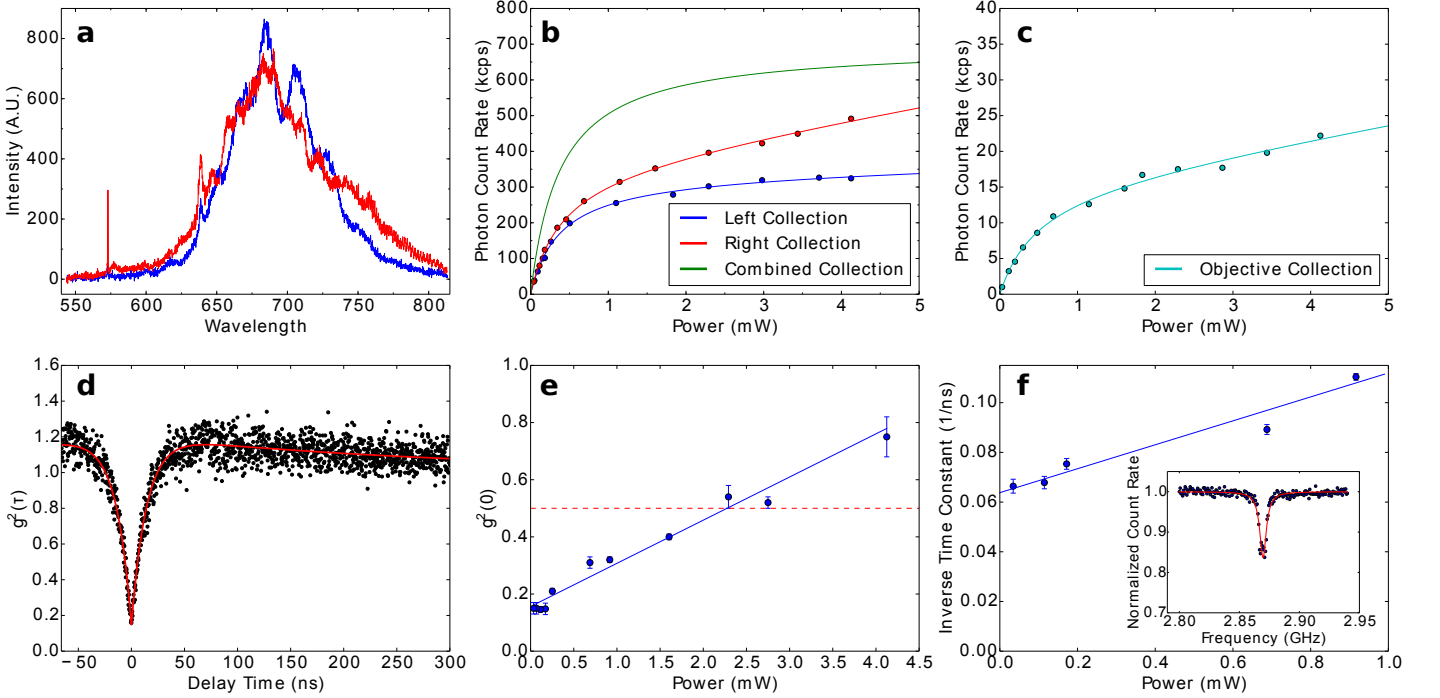 a
Intensity (A.U.)
800
600
400
200
0
550 600 650 700 750 800
Wavelength
b
Photon Count Rate (kcps)
800
700
600
500
400
300
200
100
0
Left Collection
Right Collection
Combined Collection
0 1 2 3 4 5
Power (mW)
c
Photon Count Rate (kcps)
40
35
30
25
20
15
10
5
0
Objective Collection
0 1 2 3 4 5
Power (mW)
d
g²(τ)
1.6
1.4
1.2
1.0
0.8
0.6
0.4
0.2
0.0
−50 0 50 100 150 200 250 300
Delay Time (ns)
e
g²(0)
1.0
0.8
0.6
0.4
0.2
0.0
0.0 0.5 1.0 1.5 2.0 2.5 3.0 3.5 4.0 4.5
Power (mW)
f
Inverse Time Constant (1/ns)
0.10
0.08
0.06
0.04
0.02
0.00
0.0 0.2 0.4 0.6 0.8 1.0
Power (mW)
Normalized Count Rate
1.0
0.9
0.8
0.7
2.80 2.85 2.90 2.95
Frequency (GHz)